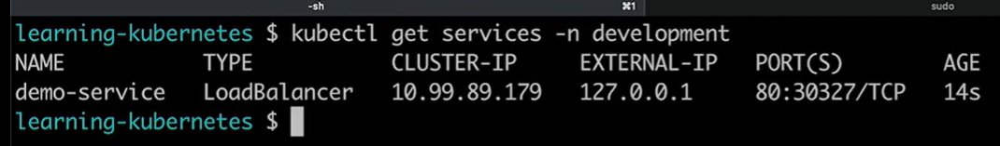 -sh ⌘1 sudo
learning-kubernetes $ kubectl get services -n development
NAME TYPE CLUSTER-IP EXTERNAL-IP PORT(S) AGE
demo-service LoadBalancer 10.99.89.179 127.0.0.1 80:30327/TCP 14s
learning-kubernetes $